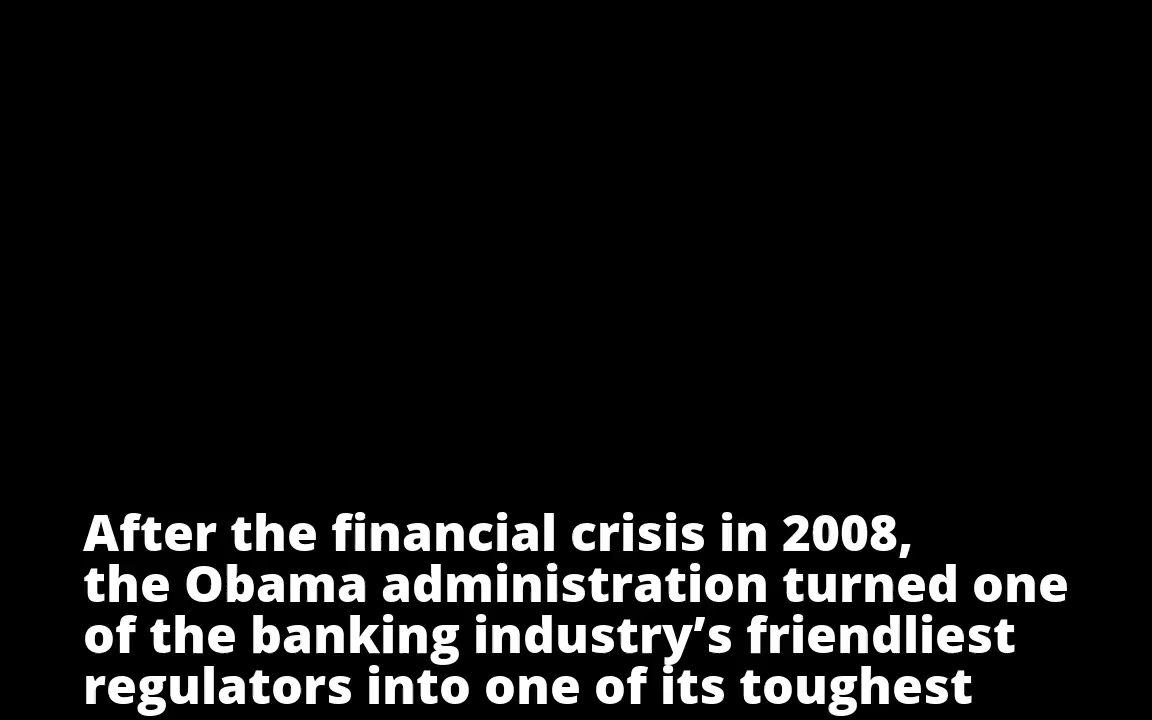 After the financial crisis in 2008,
the Obama administration turned one
of the banking industry’s friendliest
regulators into one of its toughest